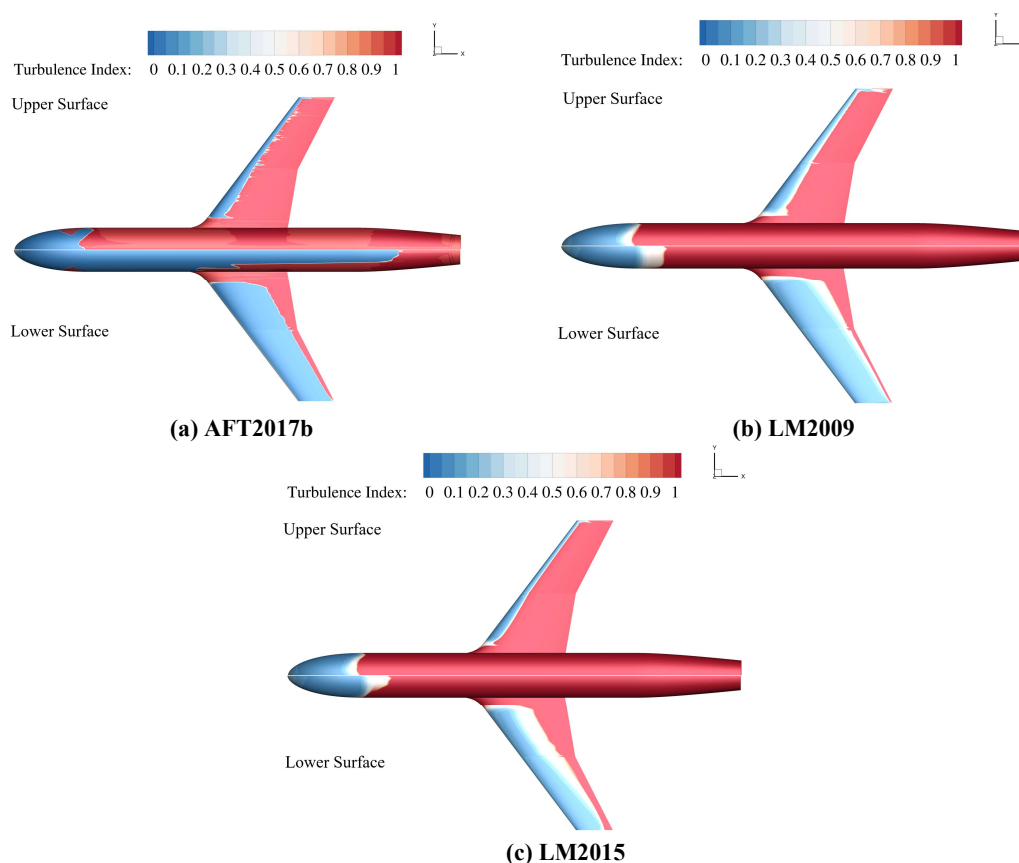 Y
X
Z
Turbulence Index: 0 0.1 0.2 0.3 0.4 0.5 0.6 0.7 0.8 0.9 1
Upper Surface
Lower Surface
(a) AFT2017b
Y
Z
Turbulence Index: 0 0.1 0.2 0.3 0.4 0.5 0.6 0.7 0.8 0.9 1
Upper Surface
Lower Surface
(b) LM2009
Y
X
Z
Turbulence Index: 0 0.1 0.2 0.3 0.4 0.5 0.6 0.7 0.8 0.9 1
Upper Surface
Lower Surface
(c) LM2015